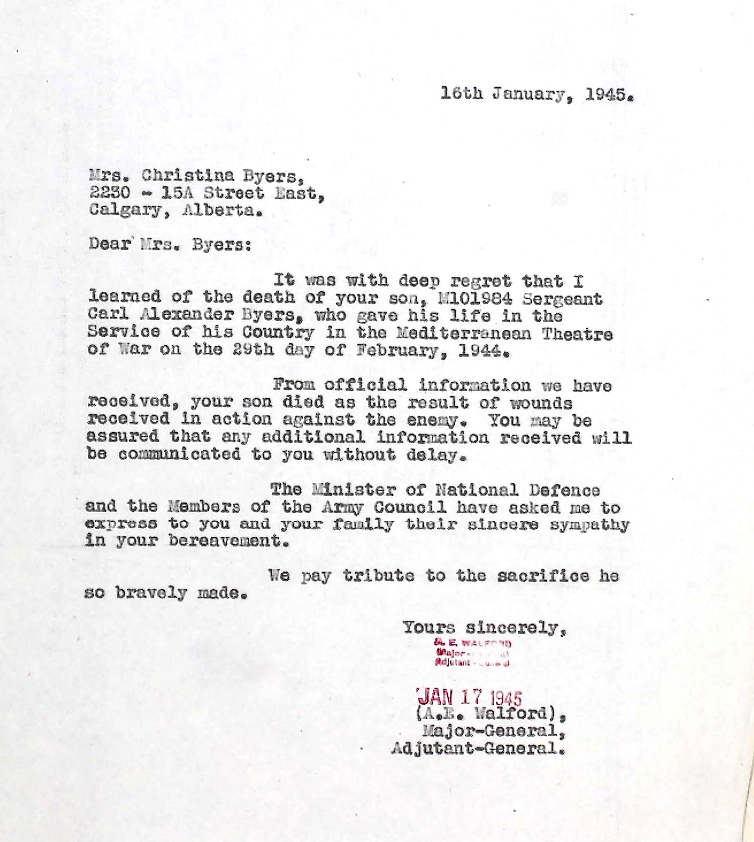 16th January, 1945.
Mrs. Christina Byers,
2230 - 15A Street East,
Calgary, Alberta.
Dear Mrs. Byers:
It was with deep regret that I
learned of the death of your son, M101984 Sergeant
Carl Alexander Byers, who gave his life in the
Service of his Country in the Mediterranean Theatre
of War on the 29th day of February, 1944.
From official information we have
received, your son died as the result of wounds
received in action against the enemy. You may be
assured that any additional information received will
be communicated to you without delay.
The Minister of National Defence
and the Members of the Army Council have asked me to
express to you and your family their sincere sympathy
in your bereavement.
We pay tribute to the sacrifice he
so bravely made.
Yours sincerely,
A. E. WALFORD
JAN 17 1945
(A.E. Walford),
Major-General,
Adjutant-General.